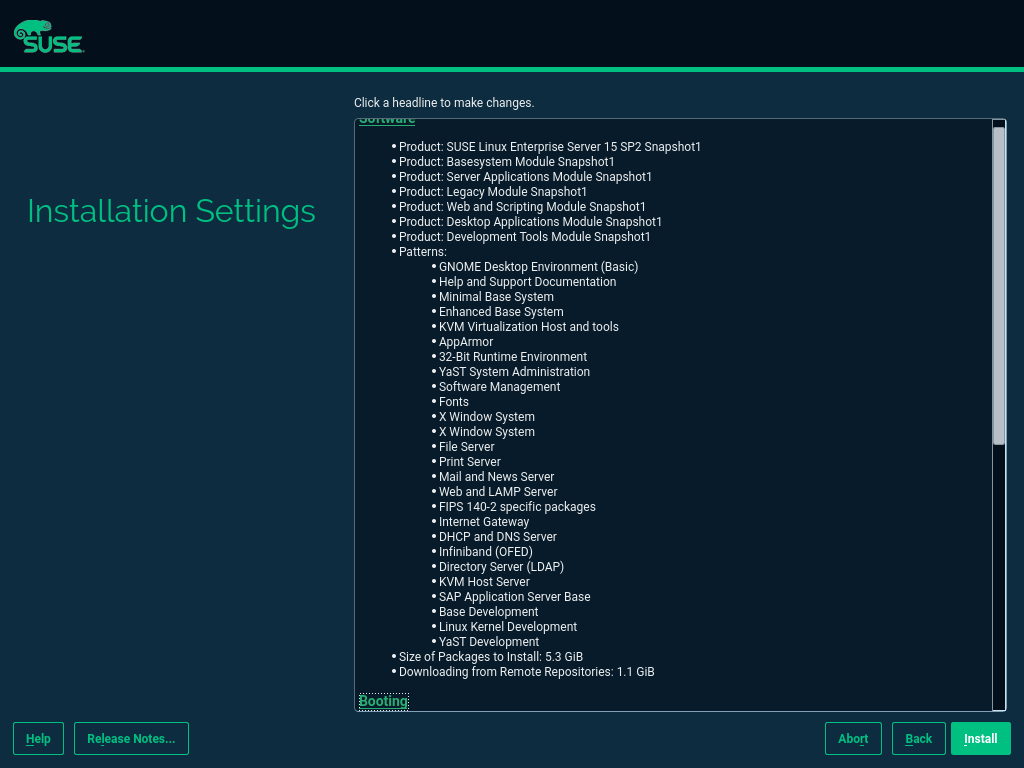 SUSE
Click a headline to make changes.
Software
Installation Settings
• Product: SUSE Linux Enterprise Server 15 SP2 Snapshot1
• Product: Basesystem Module Snapshot1
• Product: Server Applications Module Snapshot1
• Product: Legacy Module Snapshot1
• Product: Web and Scripting Module Snapshot1
• Product: Desktop Applications Module Snapshot1
• Product: Development Tools Module Snapshot1
• Patterns:
• GNOME Desktop Environment (Basic)
• Help and Support Documentation
• Minimal Base System
• Enhanced Base System
• KVM Virtualization Host and tools
• AppArmor
• 32-Bit Runtime Environment
• YaST System Administration
• Software Management
• Fonts
• X Window System
• X Window System
• File Server
• Print Server
• Mail and News Server
• Web and LAMP Server
• FIPS 140-2 specific packages
• Internet Gateway
• DHCP and DNS Server
• Infiniband (OFED)
• Directory Server (LDAP)
• KVM Host Server
• SAP Application Server Base
• Base Development
• Linux Kernel Development
• YaST Development
• Size of Packages to Install: 5.3 GiB
• Downloading from Remote Repositories: 1.1 GiB
Booting
Help
Release Notes...
Abort
Back
Install